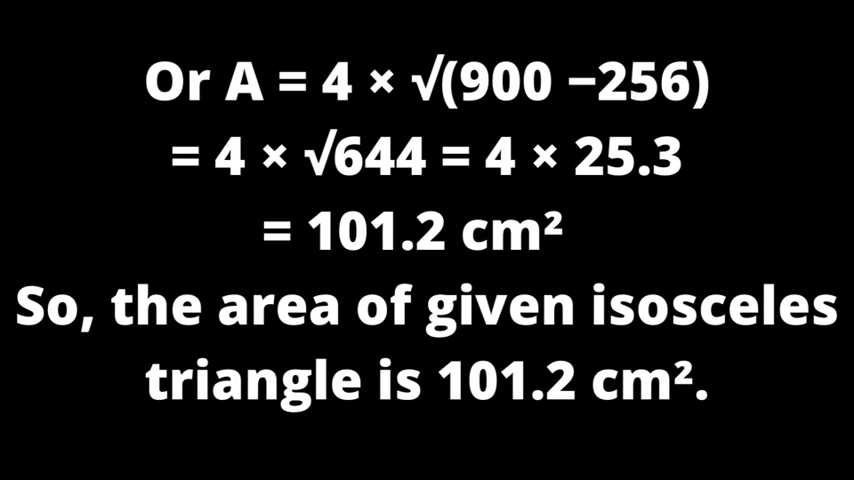 Or A = 4 × √(900 −256)
= 4 × √644 = 4 × 25.3
= 101.2 cm²
So, the area of given isosceles
triangle is 101.2 cm².